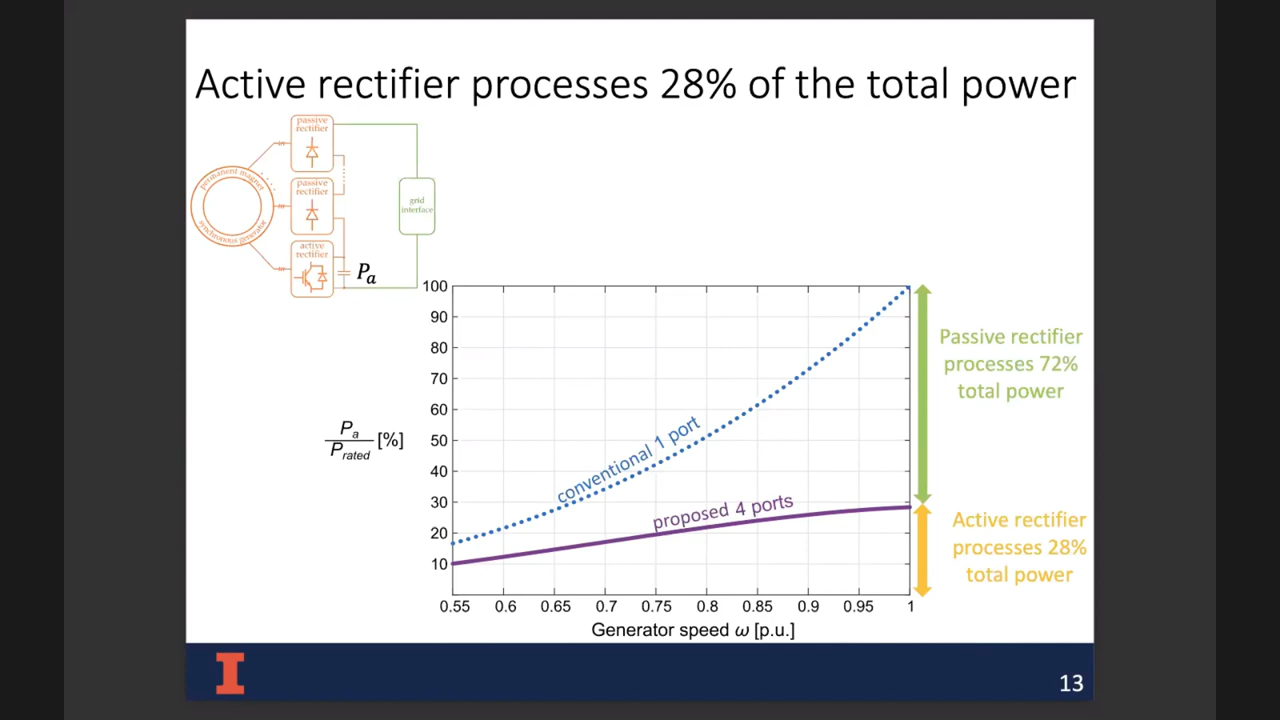 Active rectifier processes 28% of the total power
passive
rectifier
passive
rectifier
active
rectifier
permanent magnet
synchronous generator
grid
interface
Pa
100
90
80
70
60
50
40
30
20
10
Pa
Prated
[%]
conventional 1 port
proposed 4 ports
0.55 0.6 0.65 0.7 0.75 0.8 0.85 0.9 0.95 1
Generator speed ω [p.u.]
Passive rectifier
processes 72%
total power
Active rectifier
processes 28%
total power
I
13